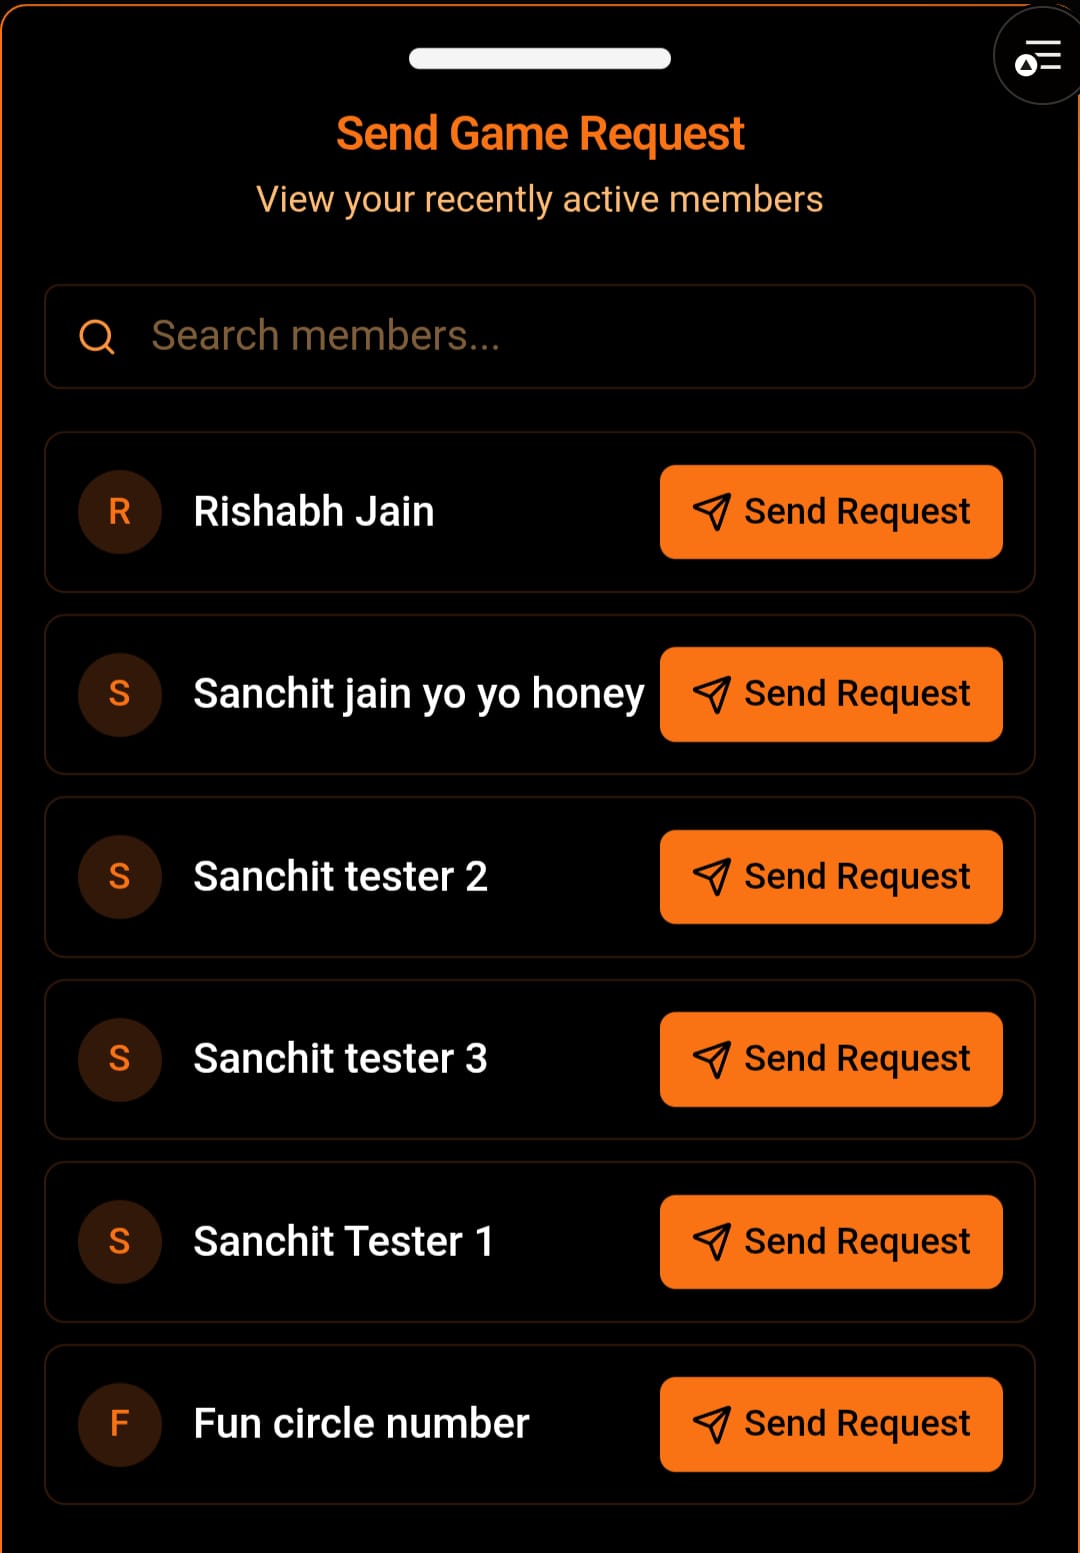 Send Game Request
View your recently active members
Search members...
R Rishabh Jain Send Request
S Sanchit jain yo yo honey Send Request
S Sanchit tester 2 Send Request
S Sanchit tester 3 Send Request
S Sanchit Tester 1 Send Request
F Fun circle number Send Request